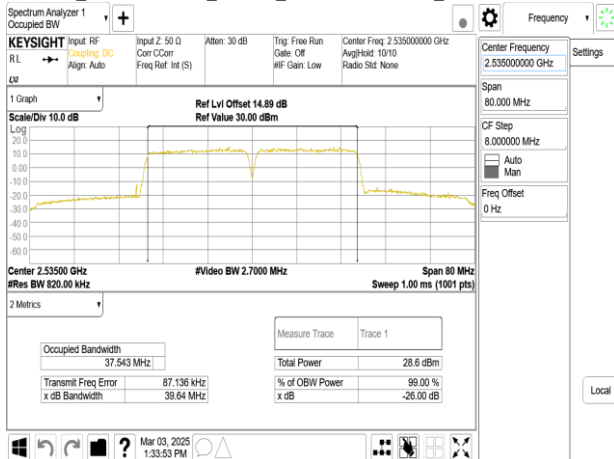 Spectrum Analyzer 1
Occupied BW
Frequency
KEYSIGHT
RL
LXI
Input: RF
Coupling: DC
Align: Auto
Input Z: 50 Ω
Corr CCorr
Freq Ref: Int (S)
Atten: 30 dB
Trig: Free Run
Gate: Off
#IF Gain: Low
Center Freq: 2.535000000 GHz
Avg|Hold: 10/10
Radio Std: None
Center Frequency
2.535000000 GHz
Settings
Span
80.000 MHz
CF Step
8.000000 MHz
Auto
Man
Freq Offset
0 Hz
Local
1 Graph
Scale/Div 10.0 dB
Ref Lvl Offset 14.89 dB
Ref Value 30.00 dBm
Log
20.0
10.0
0.00
-10.0
-20.0
-30.0
-40.0
-50.0
-60.0
Center 2.53500 GHz
#Res BW 820.00 kHz
#Video BW 2.7000 MHz
Span 80 MHz
Sweep 1.00 ms (1001 pts)
2 Metrics
Measure Trace
Trace 1
Occupied Bandwidth
37.543 MHz
Total Power
28.6 dBm
Transmit Freq Error
87.136 kHz
% of OBW Power
99.00 %
x dB Bandwidth
39.64 MHz
x dB
-26.00 dB
?
Mar 03, 2025
1:33:53 PM